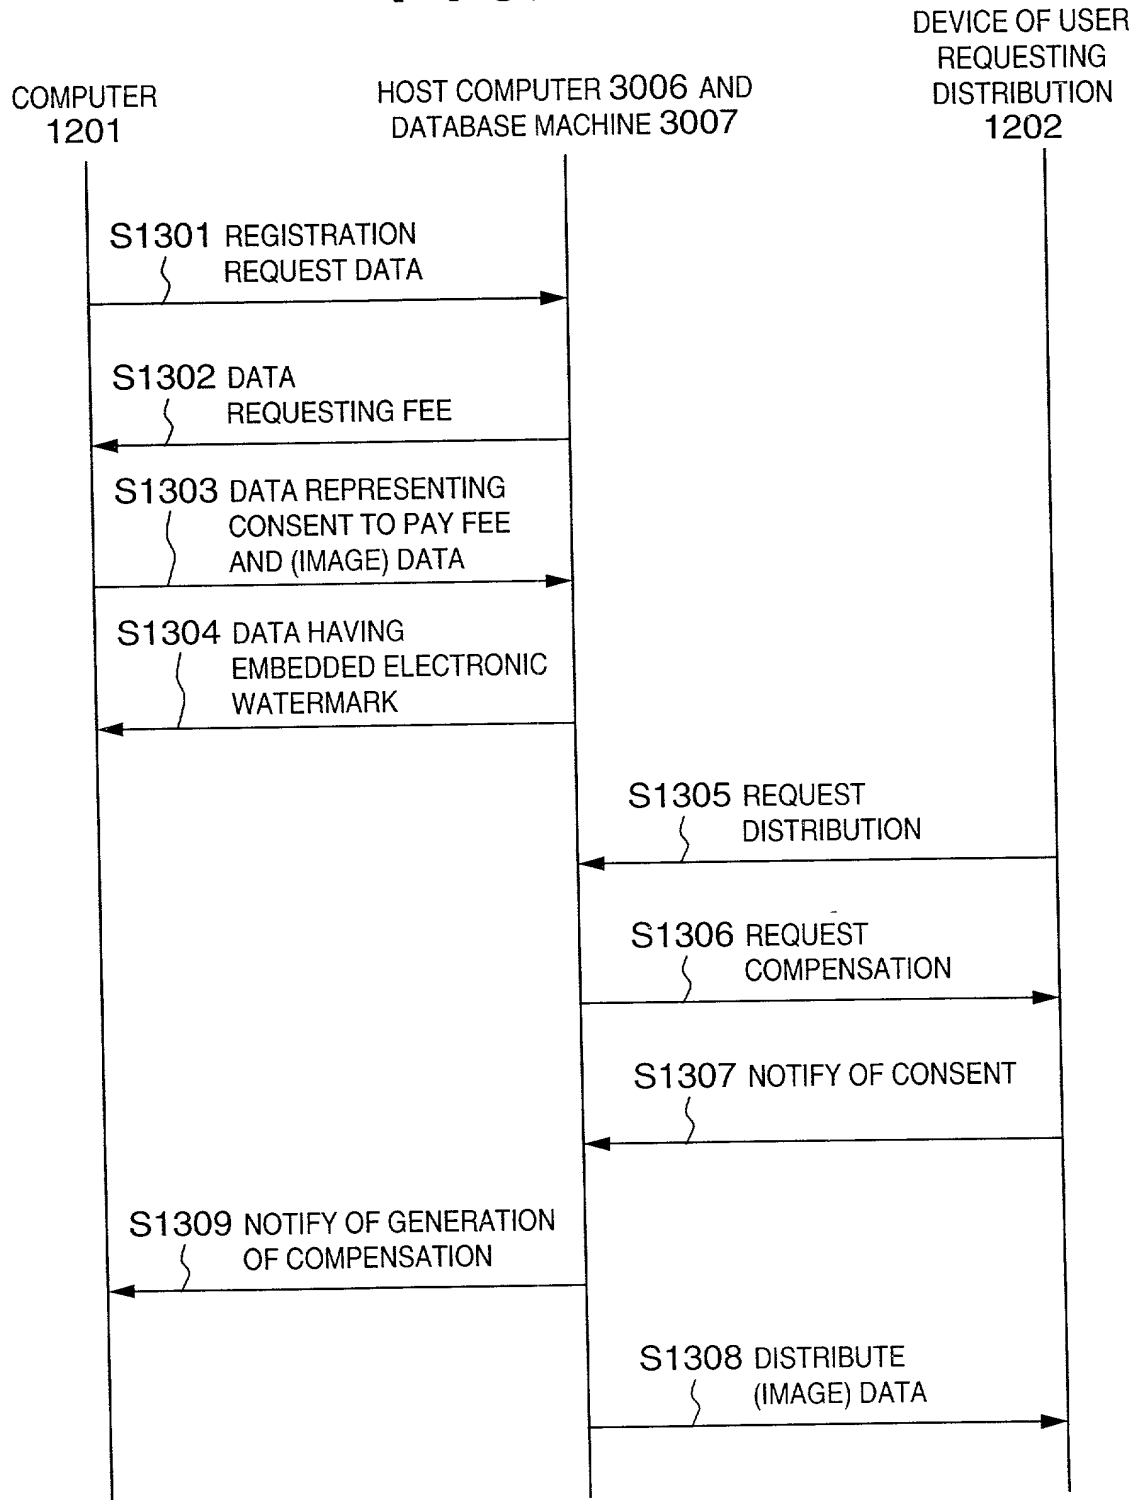 COMPUTER
1201
HOST COMPUTER 3006 AND
DATABASE MACHINE 3007
DEVICE OF USER
REQUESTING
DISTRIBUTION
1202
S1301 REGISTRATION
REQUEST DATA
S1302 DATA
REQUESTING FEE
S1303 DATA REPRESENTING
CONSENT TO PAY FEE
AND (IMAGE) DATA
S1304 DATA HAVING
EMBEDDED ELECTRONIC
WATERMARK
S1305 REQUEST
DISTRIBUTION
S1306 REQUEST
COMPENSATION
S1307 NOTIFY OF CONSENT
S1309 NOTIFY OF GENERATION
OF COMPENSATION
S1308 DISTRIBUTE
(IMAGE) DATA